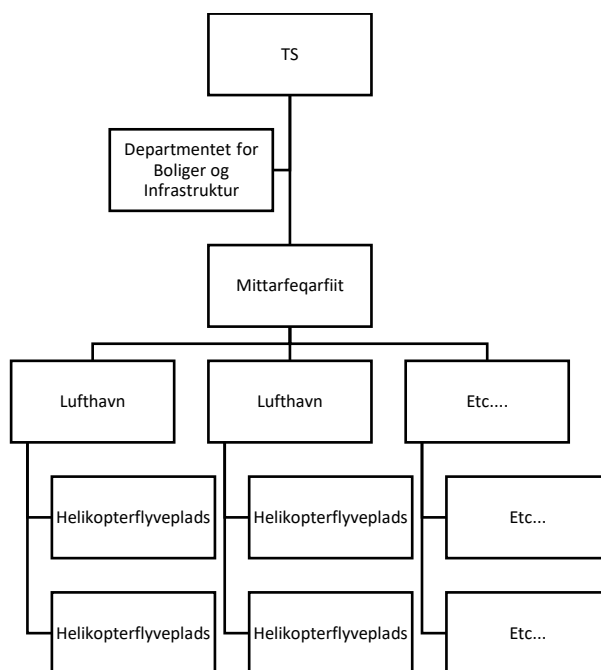 TS
Departmentet for
Boliger og
Infrastruktur
Mittarfeqarfiit
Lufthavn
Lufthavn
Etc....
Helikopterflyveplads
Helikopterflyveplads
Etc...
Helikopterflyveplads
Helikopterflyveplads
Etc...